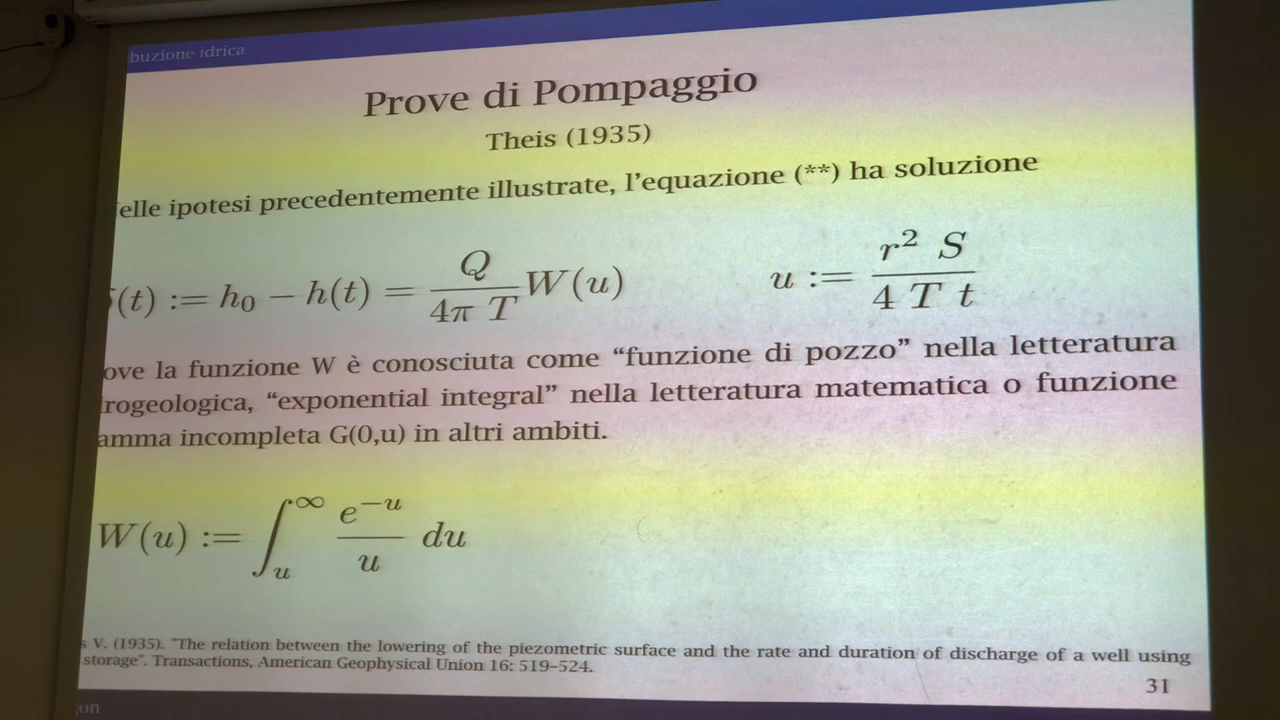 buzione idrica
Prove di Pompaggio
Theis (1935)
elle ipotesi precedentemente illustrate, l'equazione (**) ha soluzione
(t) := h₀ − h(t) = Q / (4π T) W(u) u := r² S / (4 T t)
ove la funzione W è conosciuta come “funzione di pozzo” nella letteratura
rogeologica, “exponential integral” nella letteratura matematica o funzione
amma incompleta G(0,u) in altri ambiti.
W(u) := ∫ᵤ^∞ e^(−u) / u du
s V. (1935). "The relation between the lowering of the piezometric surface and the rate and duration of discharge of a well using
storage". Transactions, American Geophysical Union 16: 519–524.
31
on